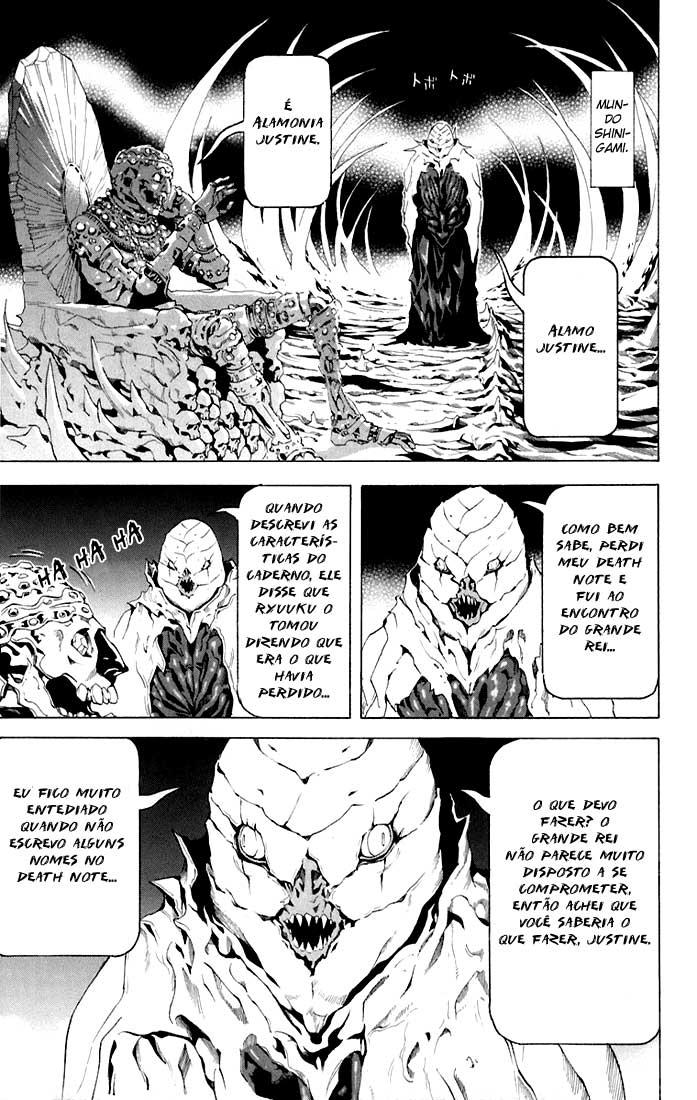 MUN-
DO
SHINI-
GAMI.
トボ トボ
ALAMO
JUSTINE...
É
ALAMONIA
JUSTINE.
COMO BEM
SABE, PERDI
MEU DEATH
NOTE E
FUI AO
ENCONTRO
DO GRANDE
REI...
QUANDO
DESCREVI AS
CARACTERÍS-
TICAS DO
CADERNO, ELE
DISSE QUE
RYUUKU O
TOMOU
DIZENDO QUE
ERA O QUE
HAVIA
PERDIDO...
HA HA HA HA
O QUE DEVO
FAZER? O
GRANDE REI
NÃO PARECE MUITO
DISPOSTO A SE
COMPROMETER,
ENTÃO ACHEI QUE
VOCÊ SABERIA O
QUE FAZER, JUSTINE.
EU FICO MUITO
ENTEDIADO
QUANDO NÃO
ESCREVO ALGUNS
NOMES NO
DEATH NOTE...